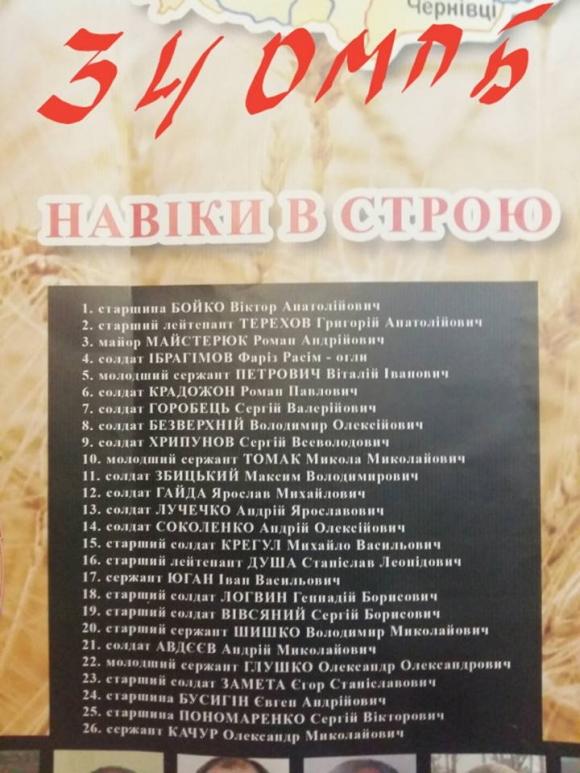 Чернівці
34 ОМПБ
НАВІКИ В СТРОЮ
1. старшина БОЙКО Віктор Анатолійович
2. старший лейтенант ТЕРЕХОВ Григорій Анатолійович
3. майор МАЙСТЕРЮК Роман Андрійович
4. солдат ІБРАГІМОВ Фаріз Расім - огли
5. молодший сержант ПЕТРОВИЧ Віталій Іванович
6. солдат КРАДОЖОН Роман Павлович
7. солдат ГОРОБЕЦЬ Сергій Валерійович
8. солдат БЕЗВЕРХНІЙ Володимир Олексійович
9. солдат ХРИПУНОВ Сергій Всеволодович
10. молодший сержант ТОМАК Микола Миколайович
11. солдат ЗБИЦЬКИЙ Максим Володимирович
12. солдат ГАЙДА Ярослав Михайлович
13. солдат ЛУЧЕЧКО Андрій Ярославович
14. солдат СОКОЛЕНКО Андрій Олексійович
15. старший солдат КРЕГУЛ Михайло Васильович
16. старший лейтенант ДУША Станіслав Леонідович
17. сержант ЮГАН Іван Васильович
18. старший солдат ЛОГВИН Геннадій Борисович
19. старший солдат ВІВСЯНИЙ Сергій Борисович
20. старший сержант ШИШКО Володимир Миколайович
21. солдат АВДЄЄВ Андрій Миколайович
22. молодший сержант ГЛУШКО Олександр Олександрович
23. старший солдат ЗАМЕТА Єгор Станіславович
24. старшина БУСИГІН Євген Андрійович
25. старшина ПОНОМАРЕНКО Сергій Вікторович
26. сержант КАЧУР Олександр Миколайович